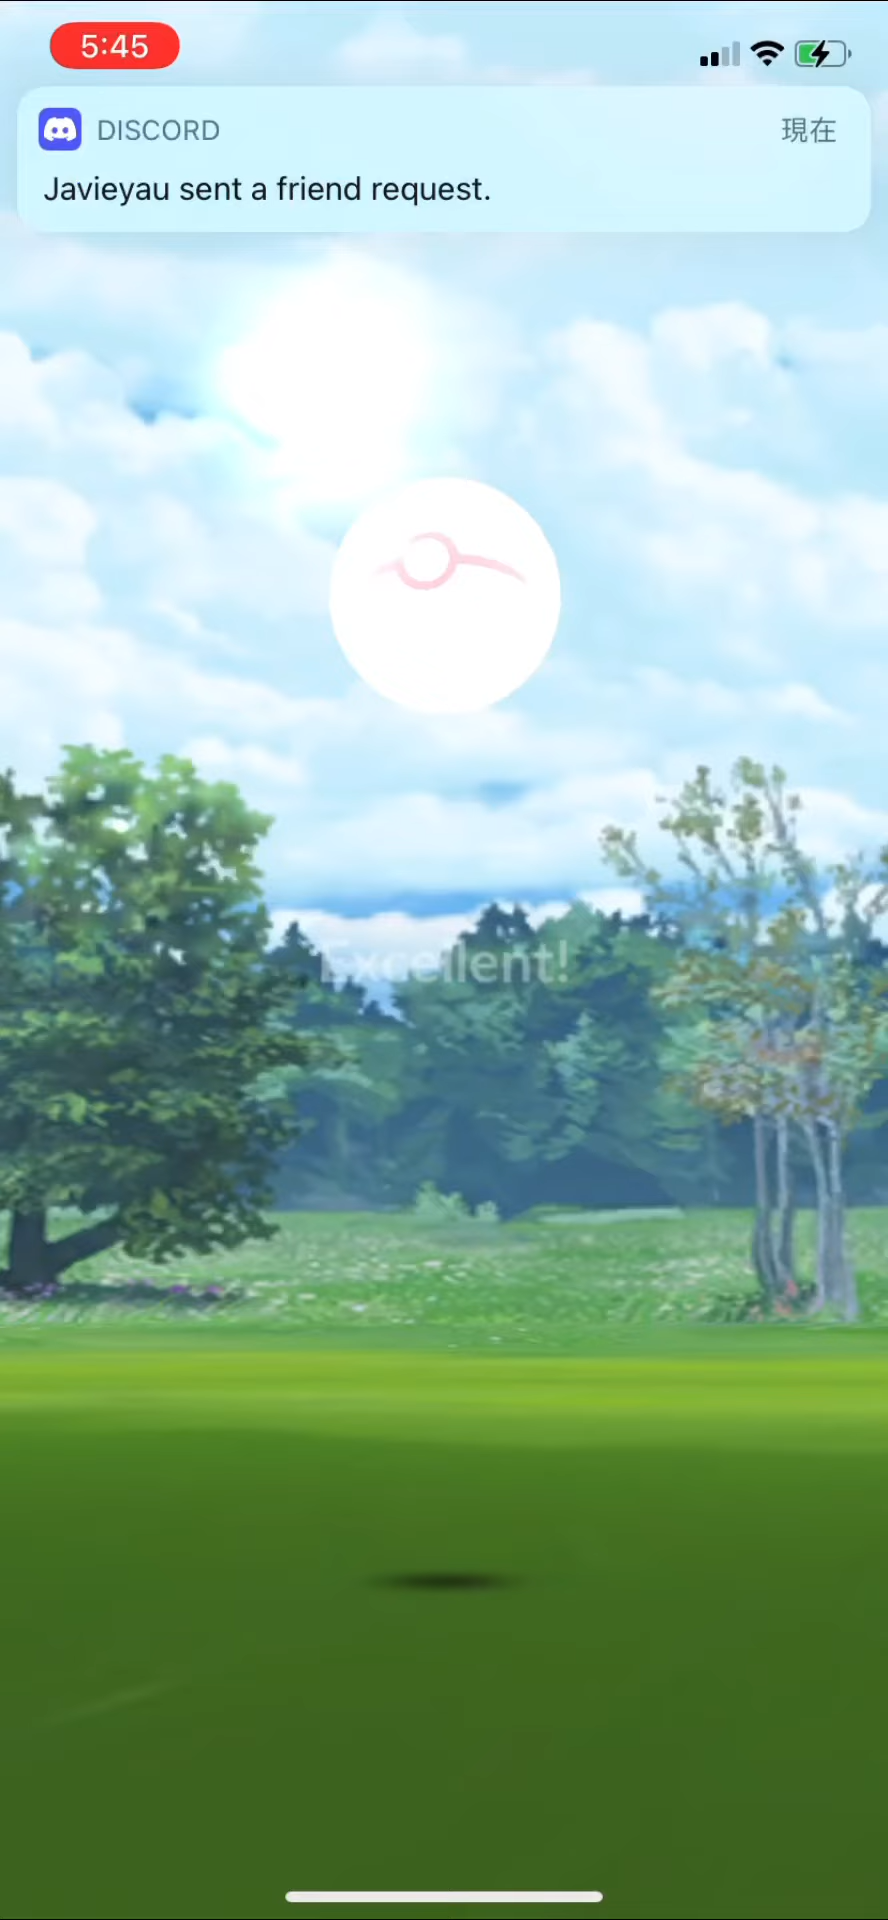 5:45
DISCORD
現在
Javieyau sent a friend request.
Excellent!